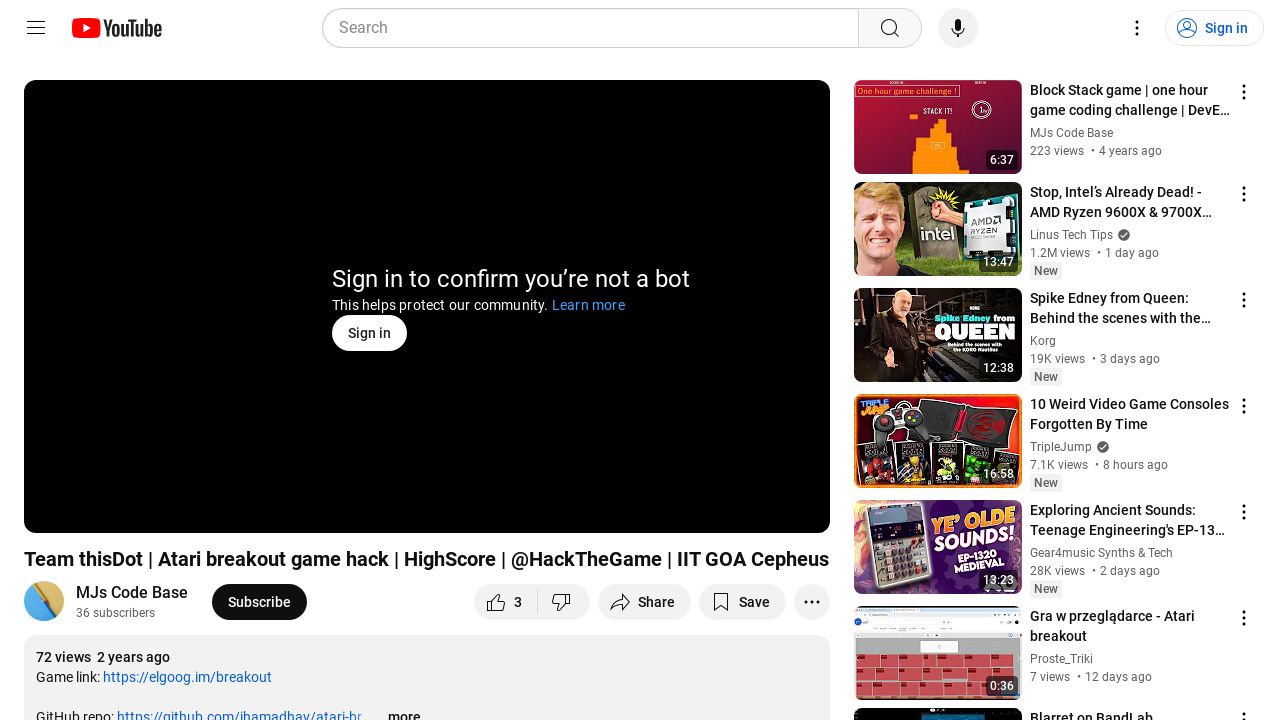 YouTube
Search
Sign in
Sign in to confirm you’re not a bot
This helps protect our community. Learn more
Sign in
Team thisDot | Atari breakout game hack | HighScore | @HackTheGame | IIT GOA Cepheus
MJs Code Base
36 subscribers
Subscribe
3
Share
Save
72 views 2 years ago
Game link: https://elgoog.im/breakout
GitHub repo: https://github.com/ihamadhav/atari-br...
...more
One hour game challenge !
STACK IT!
6:37
Block Stack game | one hour
game coding challenge | DevE...
MJs Code Base
223 views • 4 years ago
intel
AMD
RYZEN
13:47
Stop, Intel’s Already Dead! -
AMD Ryzen 9600X & 9700X...
Linus Tech Tips
1.2M views • 1 day ago
New
KORG
Spike Edney from
QUEEN
Behind the scenes with
the KORG Nautilus
12:38
Spike Edney from Queen:
Behind the scenes with the...
Korg
19K views • 3 days ago
New
TRIPLE
JUMP
16:58
10 Weird Video Game Consoles
Forgotten By Time
TripleJump
7.1K views • 8 hours ago
New
YE' OLDE
SOUNDS!
EP-1320
MEDIEVAL
13:23
Exploring Ancient Sounds:
Teenage Engineering's EP-13...
Gear4music Synths & Tech
28K views • 2 days ago
New
0:36
Gra w przeglądarce - Atari
breakout
Proste_Triki
7 views • 12 days ago
Blarret on BandLab